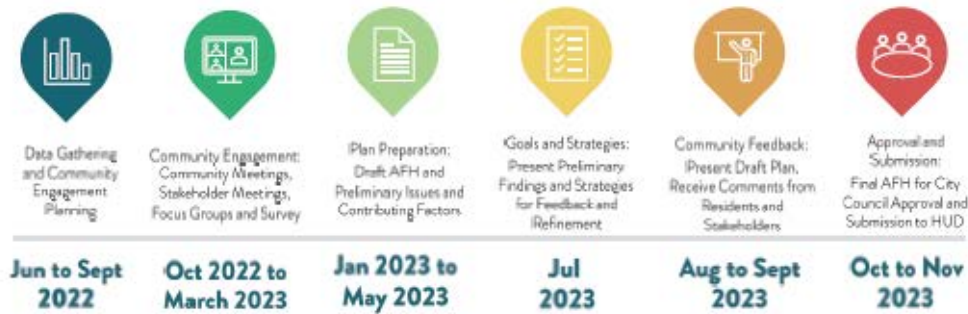 Data Gathering
and Community
Engagement
Planning
Jun to Sept
2022
Community Engagement:
Community Meetings,
Stakeholder Meetings,
Focus Groups and Survey
Oct 2022 to
March 2023
Plan Preparation:
Draft AFH and
Preliminary Issues and
Contributing Factors
Jan 2023 to
May 2023
Goals and Strategies:
Present Preliminary
Findings and Strategies
for Feedback and
Refinement
Jul
2023
Community Feedback:
Present Draft Plan,
Receive Comments from
Residents and
Stakeholders
Aug to Sept
2023
Approval and
Submission:
Final AFH for City
Council Approval and
Submission to HUD
Oct to Nov
2023